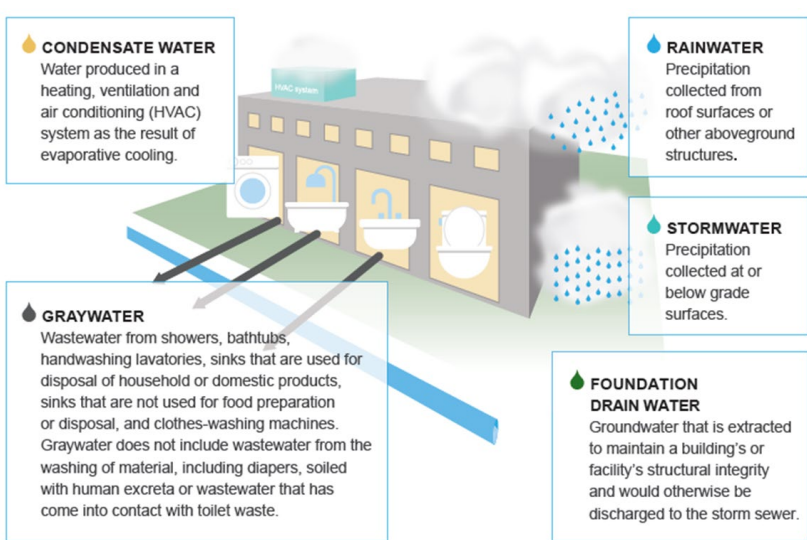 CONDENSATE WATER
Water produced in a
heating, ventilation and
air conditioning (HVAC)
system as the result of
evaporative cooling.
HVAC system
RAINWATER
Precipitation
collected from
roof surfaces or
other aboveground
structures.
STORMWATER
Precipitation
collected at or
below grade
surfaces.
GRAYWATER
Wastewater from showers, bathtubs,
handwashing lavatories, sinks that are used for
disposal of household or domestic products,
sinks that are not used for food preparation
or disposal, and clothes-washing machines.
Graywater does not include wastewater from the
washing of material, including diapers, soiled
with human excreta or wastewater that has
come into contact with toilet waste.
FOUNDATION
DRAIN WATER
Groundwater that is extracted
to maintain a building's or
facility's structural integrity
and would otherwise be
discharged to the storm sewer.